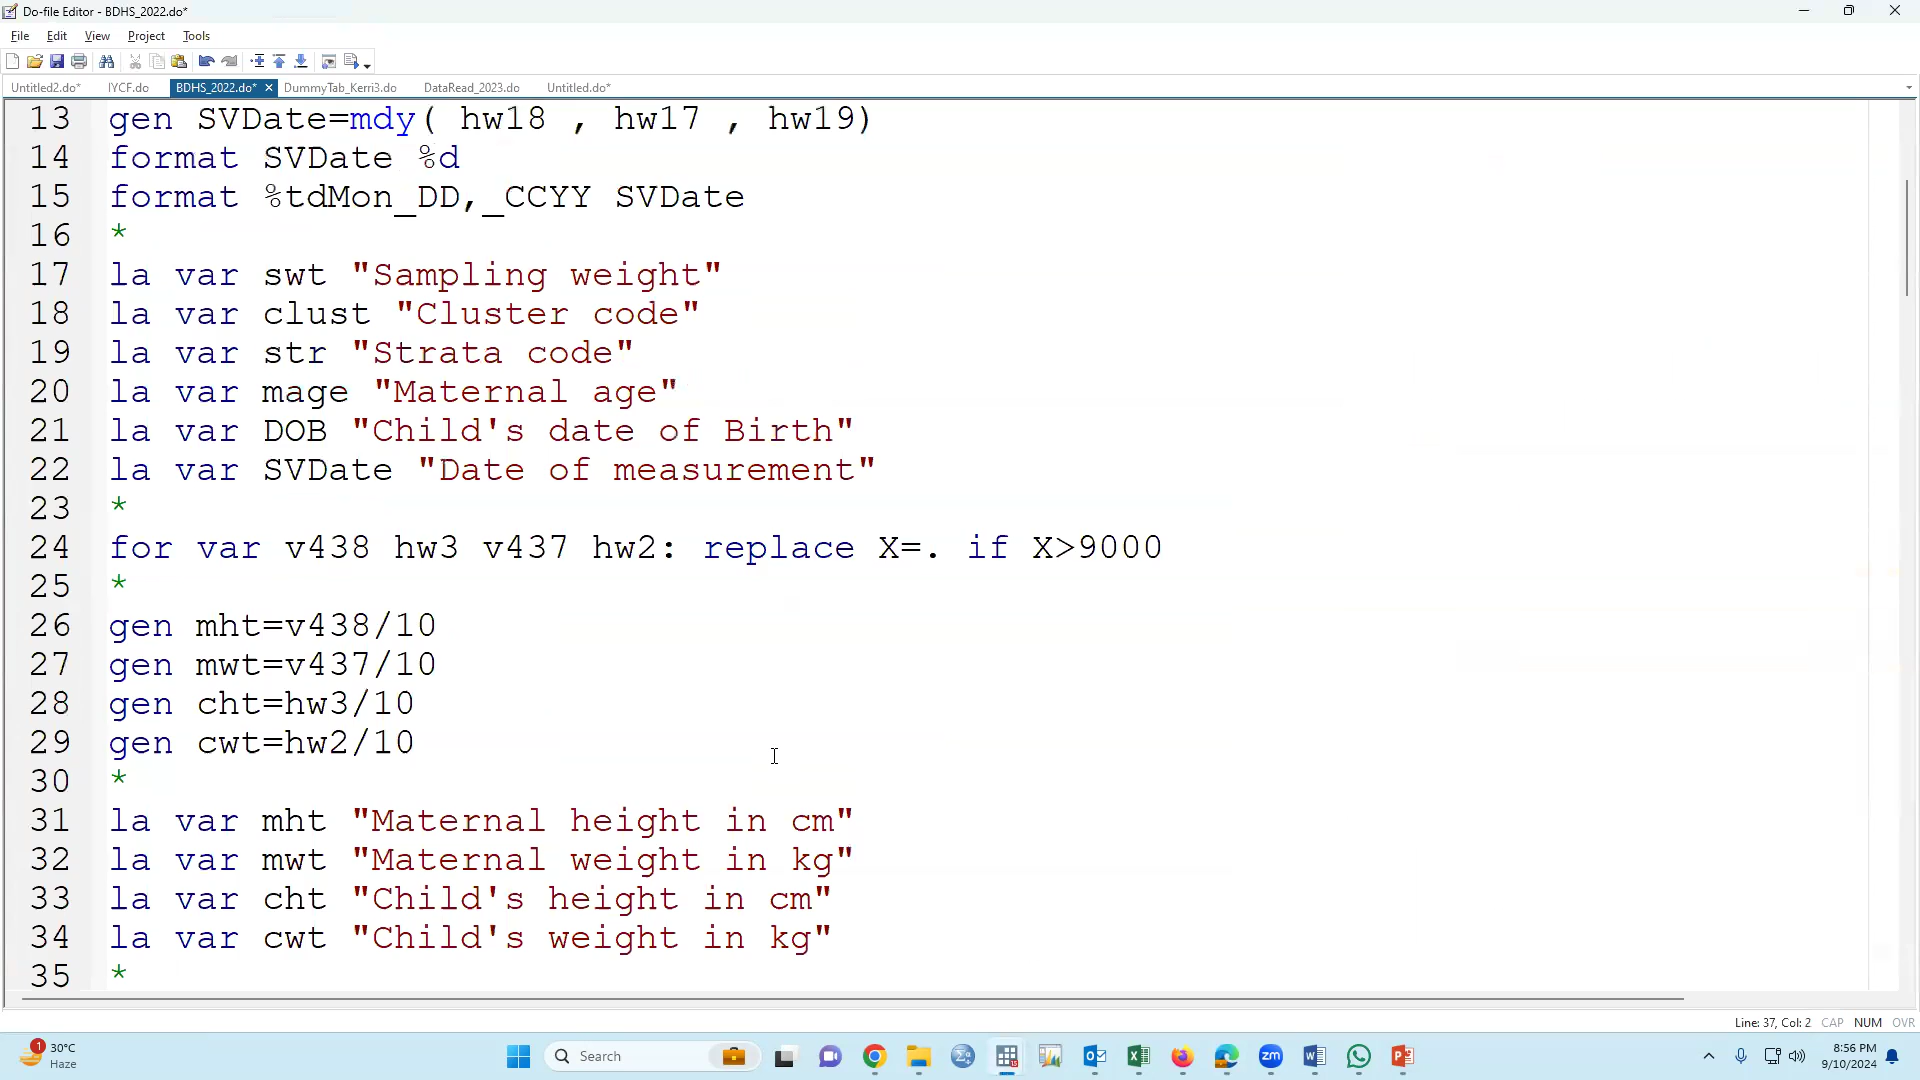 Do-file Editor - BDHS_2022.do*
File Edit View Project Tools
Untitled2.do* IYCF.do BDHS_2022.do* DummyTab_Kerri3.do DataRead_2023.do Untitled.do*
13 gen SVDate=mdy( hw18 , hw17 , hw19)
14 format SVDate %d
15 format %tdMon_DD,_CCYY SVDate
16 *
17 la var swt "Sampling weight"
18 la var clust "Cluster code"
19 la var str "Strata code"
20 la var mage "Maternal age"
21 la var DOB "Child's date of Birth"
22 la var SVDate "Date of measurement"
23 *
24 for var v438 hw3 v437 hw2: replace X=. if X>9000
25 *
26 gen mht=v438/10
27 gen mwt=v437/10
28 gen cht=hw3/10
29 gen cwt=hw2/10
30 *
31 la var mht "Maternal height in cm"
32 la var mwt "Maternal weight in kg"
33 la var cht "Child's height in cm"
34 la var cwt "Child's weight in kg"
35 *
Line: 37, Col: 2 CAP NUM OVR
1 30°C
Haze
Search
zm
8:56 PM
9/10/2024